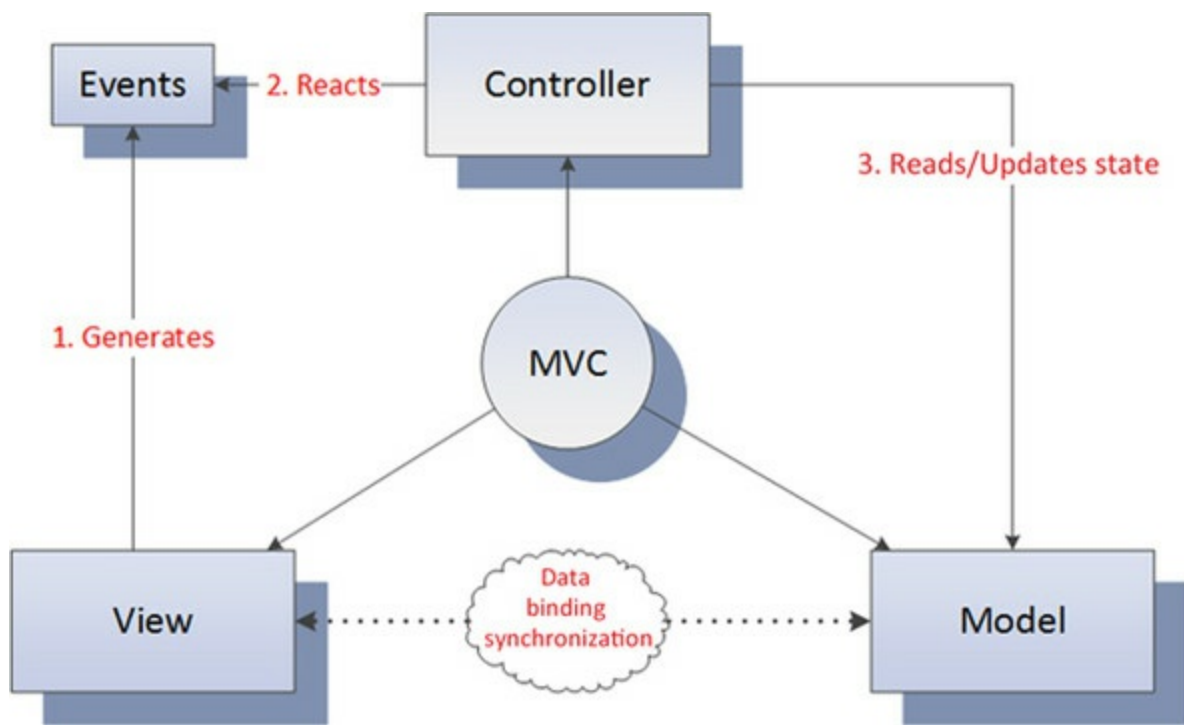 Events
2. Reacts
Controller
3. Reads/Updates state
1. Generates
MVC
View
Data
binding
synchronization
Model